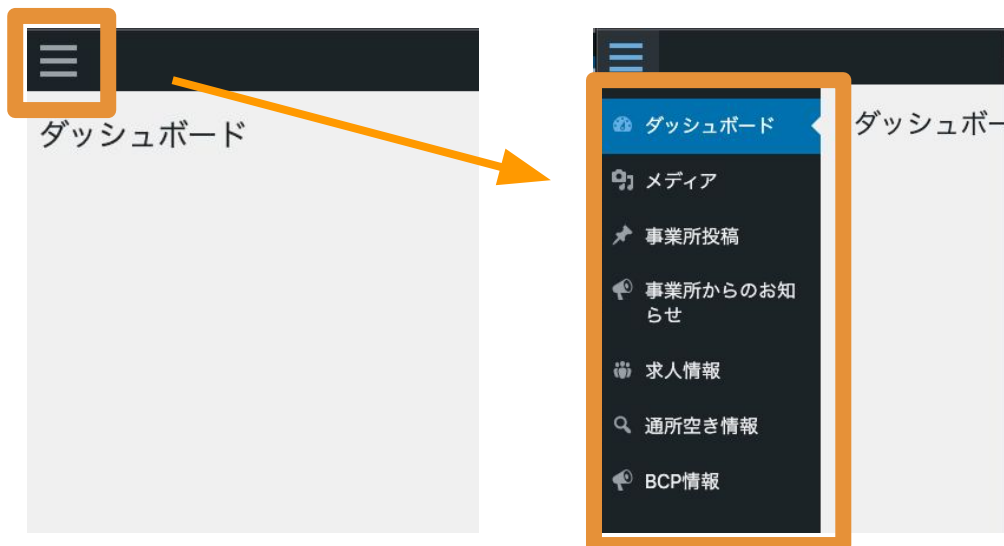 ダッシュボード
ダッシュボード
ダッシュボー
メディア
事業所投稿
事業所からのお知
らせ
求人情報
通所空き情報
BCP情報